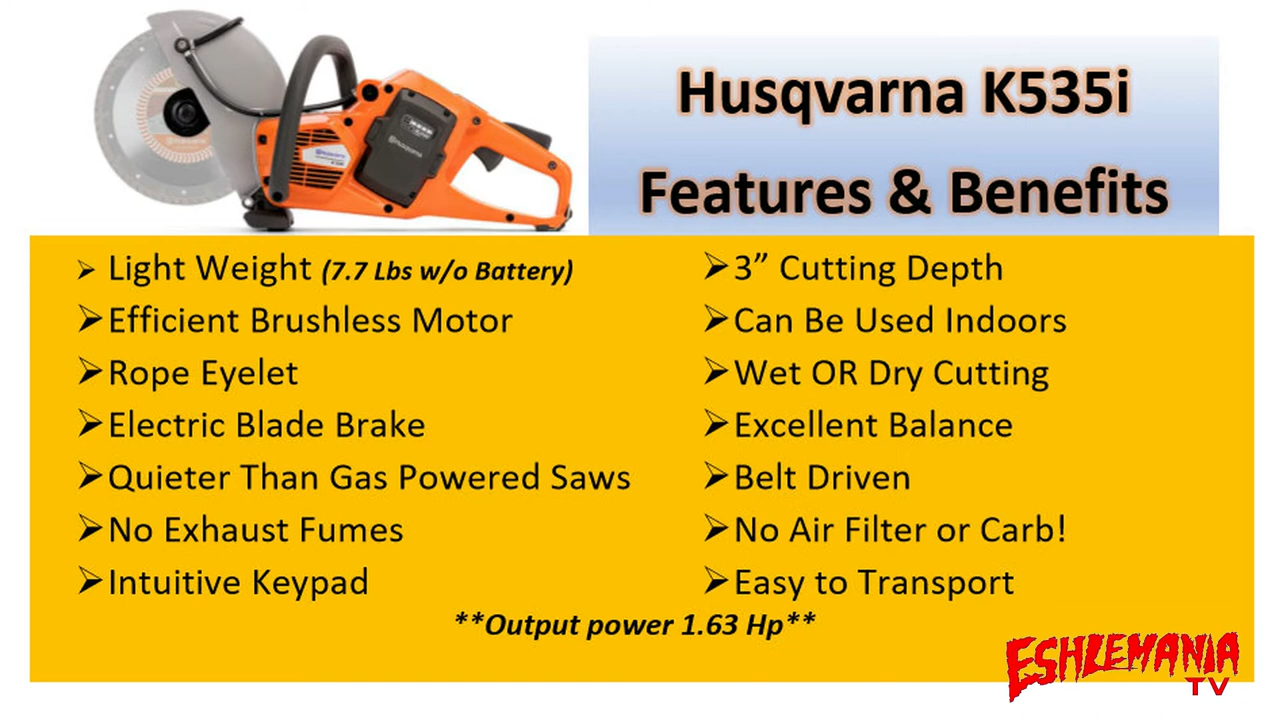 Husqvarna K535i
Features & Benefits
Light Weight (7.7 Lbs w/o Battery)
Efficient Brushless Motor
Rope Eyelet
Electric Blade Brake
Quieter Than Gas Powered Saws
No Exhaust Fumes
Intuitive Keypad
3” Cutting Depth
Can Be Used Indoors
Wet OR Dry Cutting
Excellent Balance
Belt Driven
No Air Filter or Carb!
Easy to Transport
**Output power 1.63 Hp**
ESHLEMANIA
TV